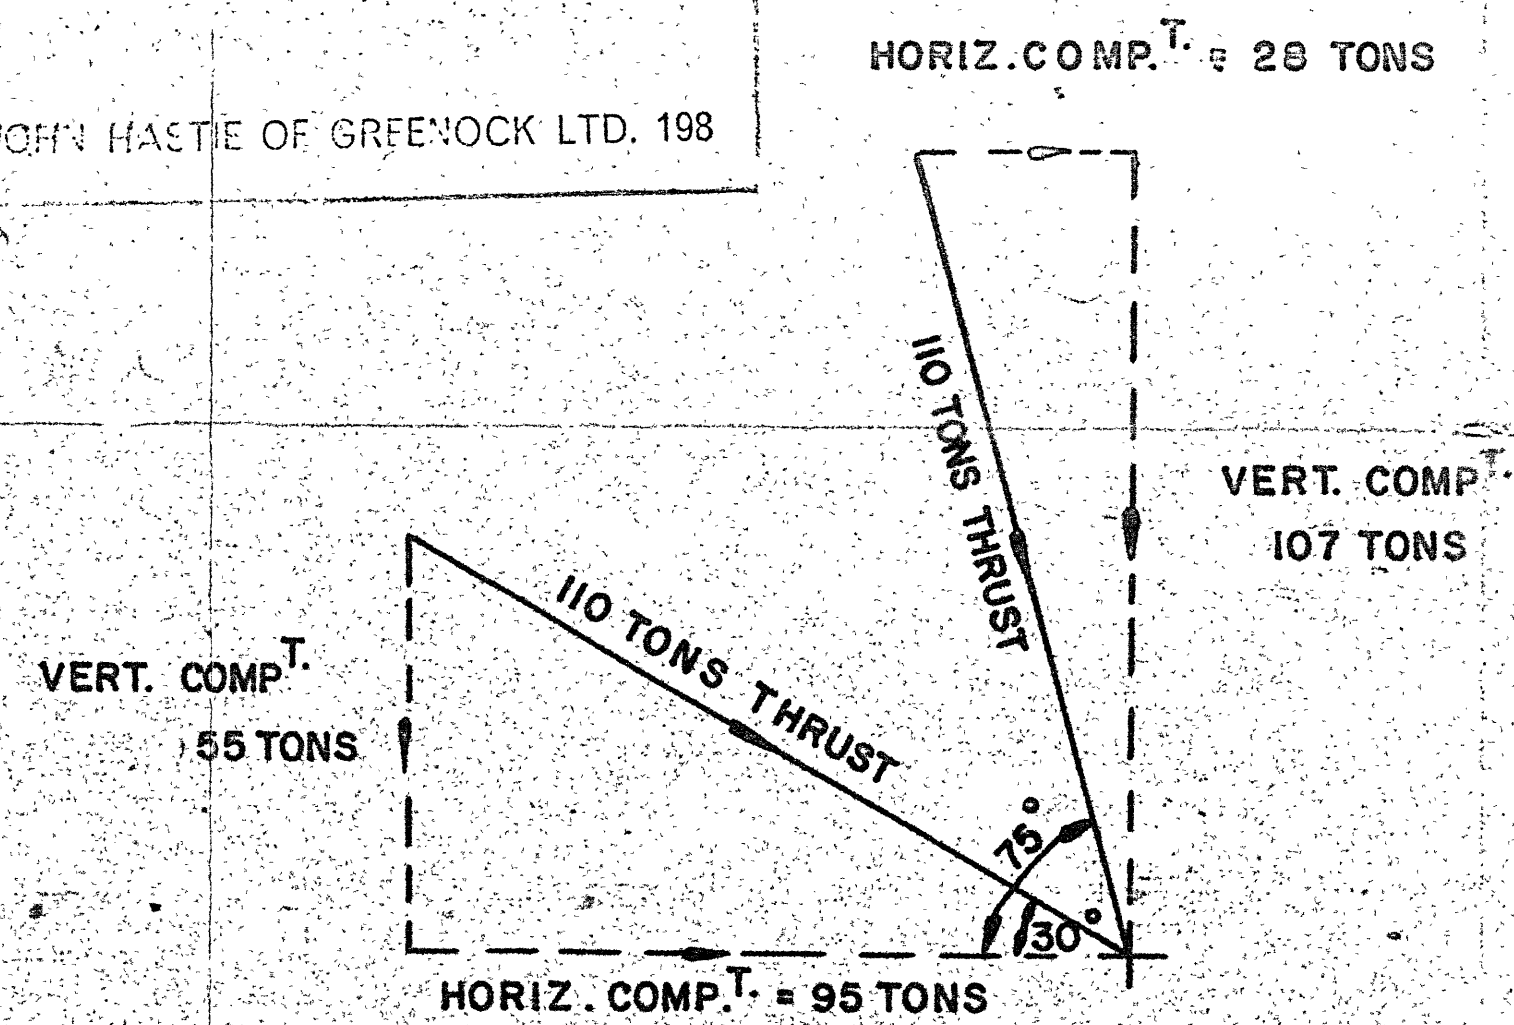 HORIZ. COMP.T. = 28 TONS
JOHN HASTIE OF GREENOCK LTD. 198
110 TONS THRUST
VERT. COMPT.
107 TONS
110 TONS THRUST
VERT. COMPT.
55 TONS
75°
30°
HORIZ. COMP.T. = 95 TONS